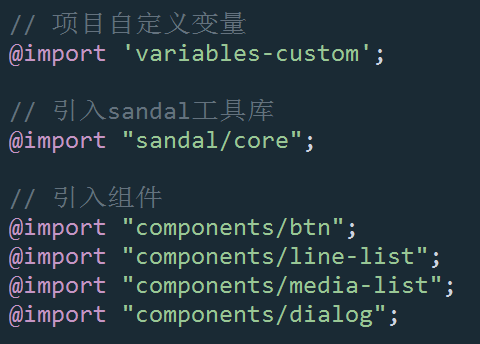 // 项目自定义变量
@import 'variables-custom';
// 引入sandal工具库
@import "sandal/core";
// 引入组件
@import "components/btn";
@import "components/line-list";
@import "components/media-list";
@import "components/dialog";